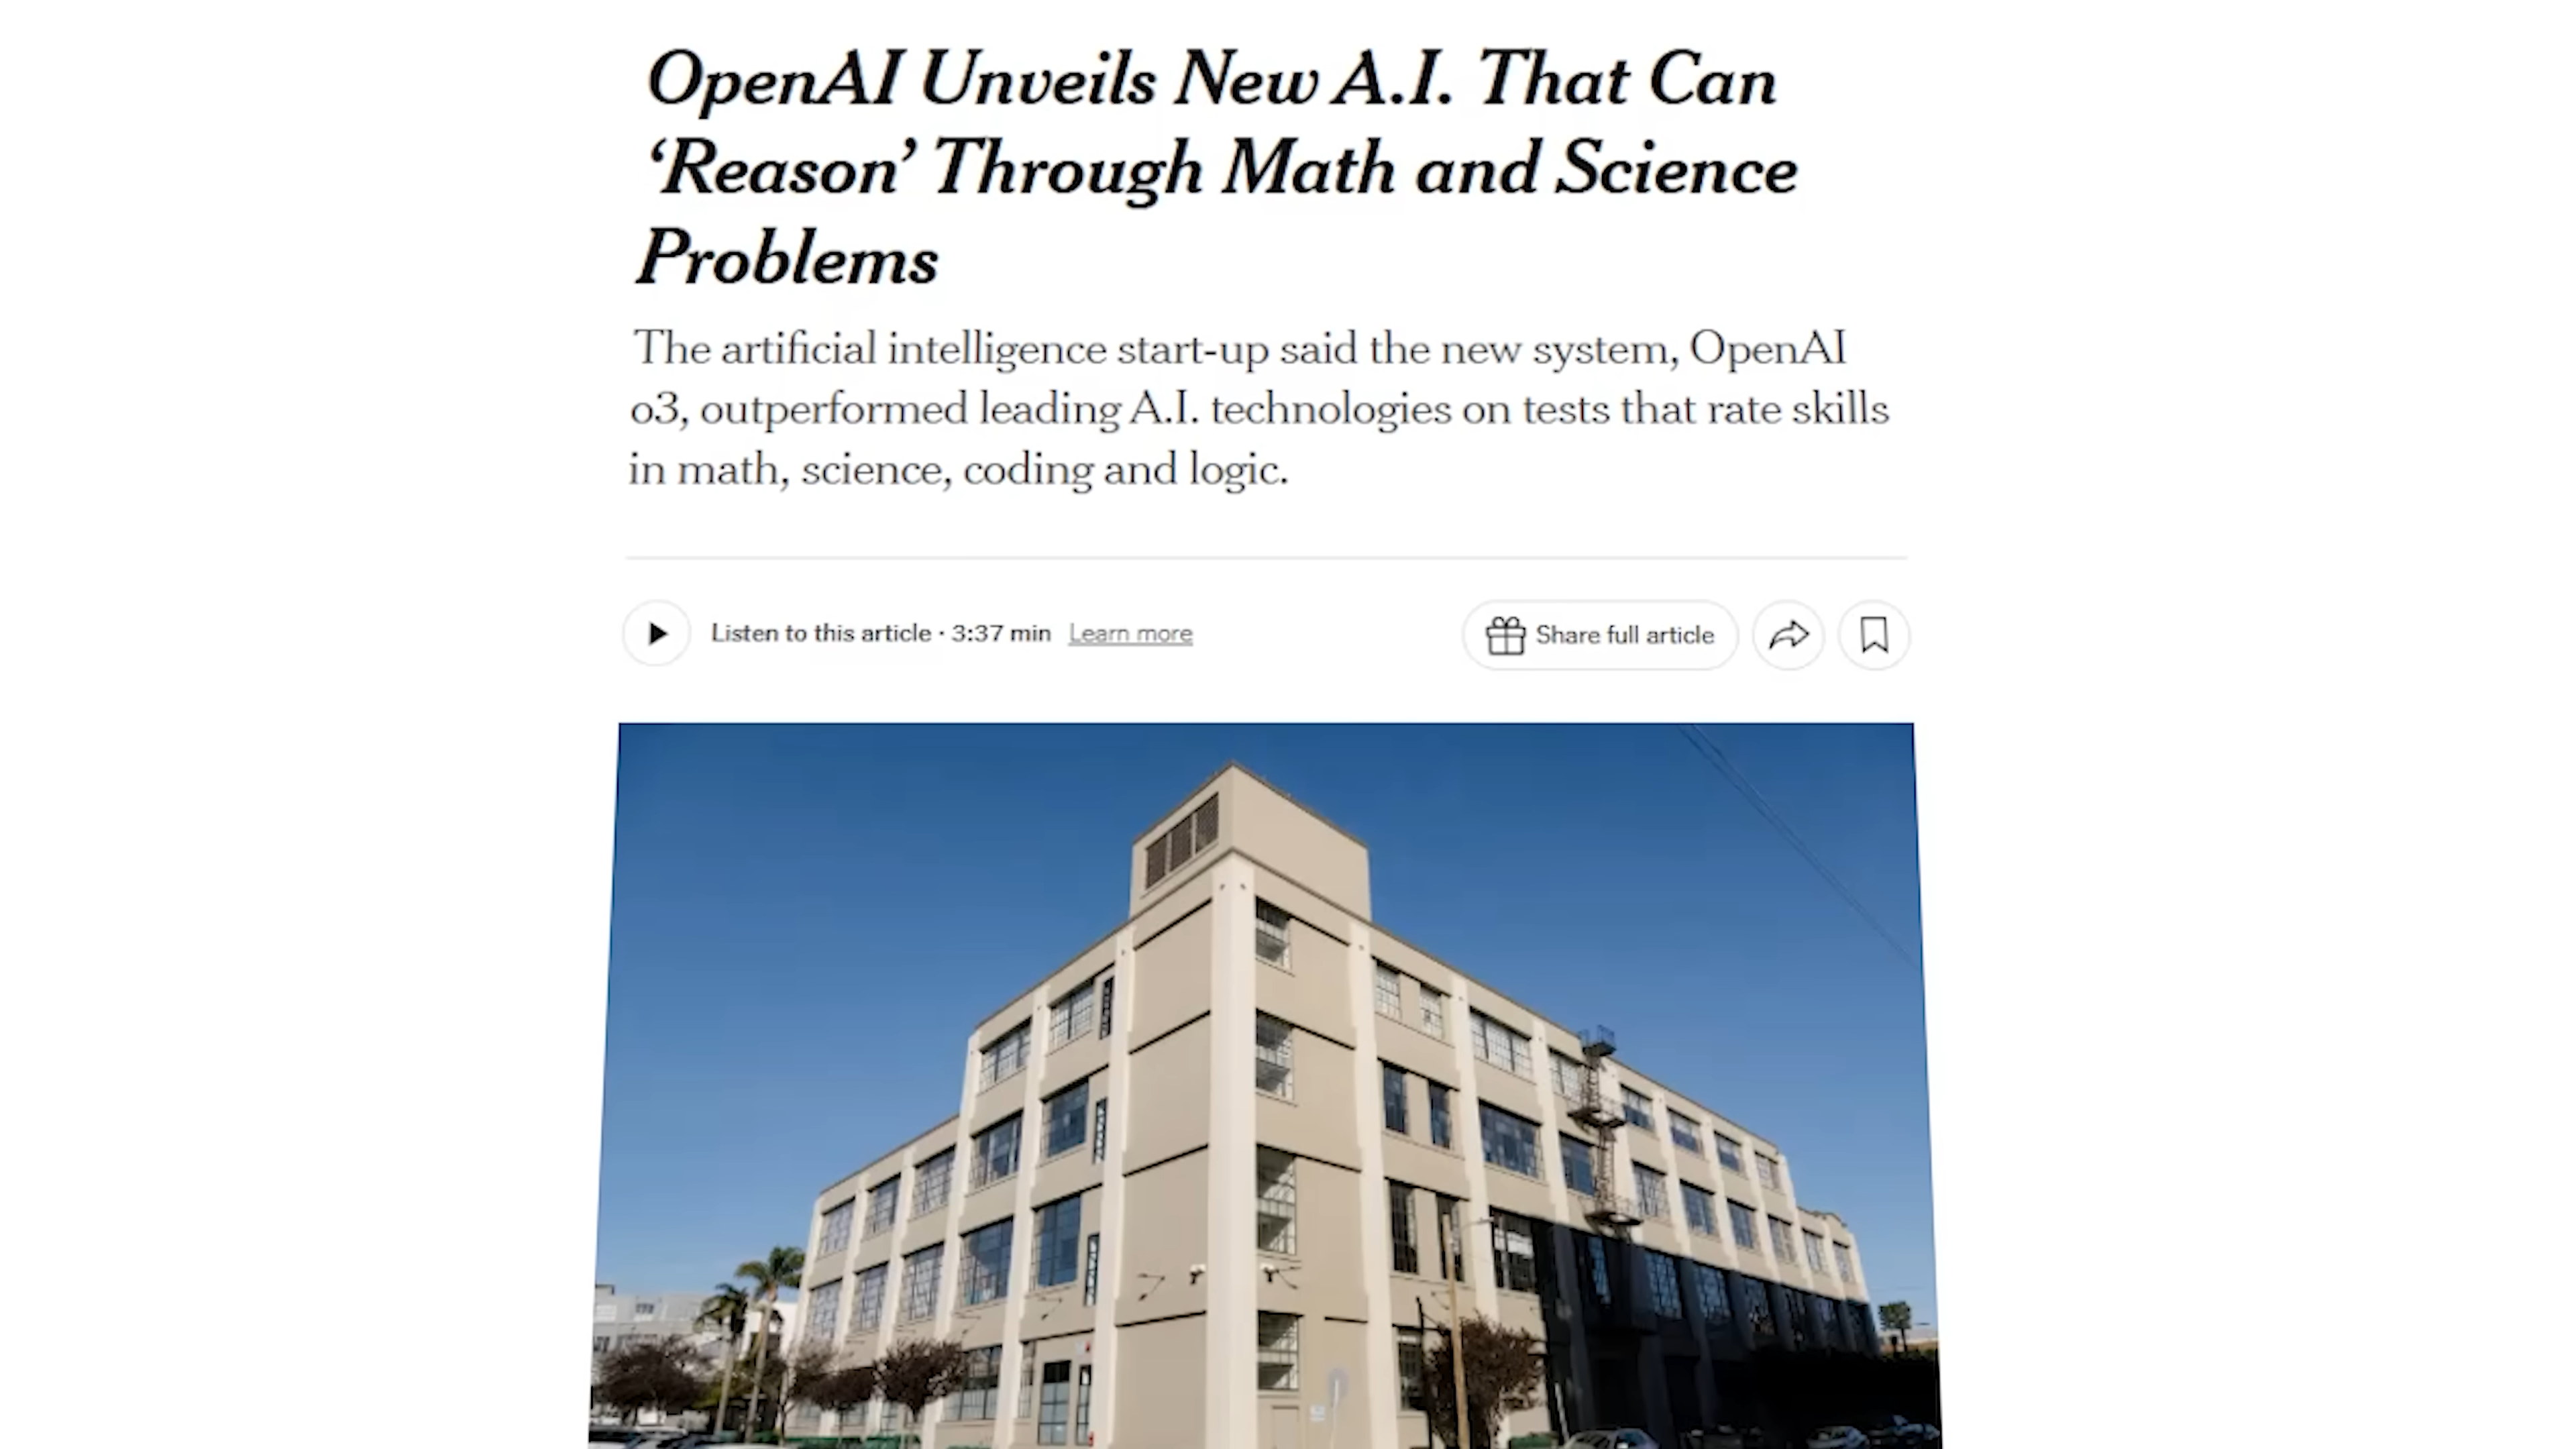 OpenAI Unveils New A.I. That Can
‘Reason’ Through Math and Science
Problems
The artificial intelligence start-up said the new system, OpenAI
o3, outperformed leading A.I. technologies on tests that rate skills
in math, science, coding and logic.
Listen to this article · 3:37 min Learn more
Share full article